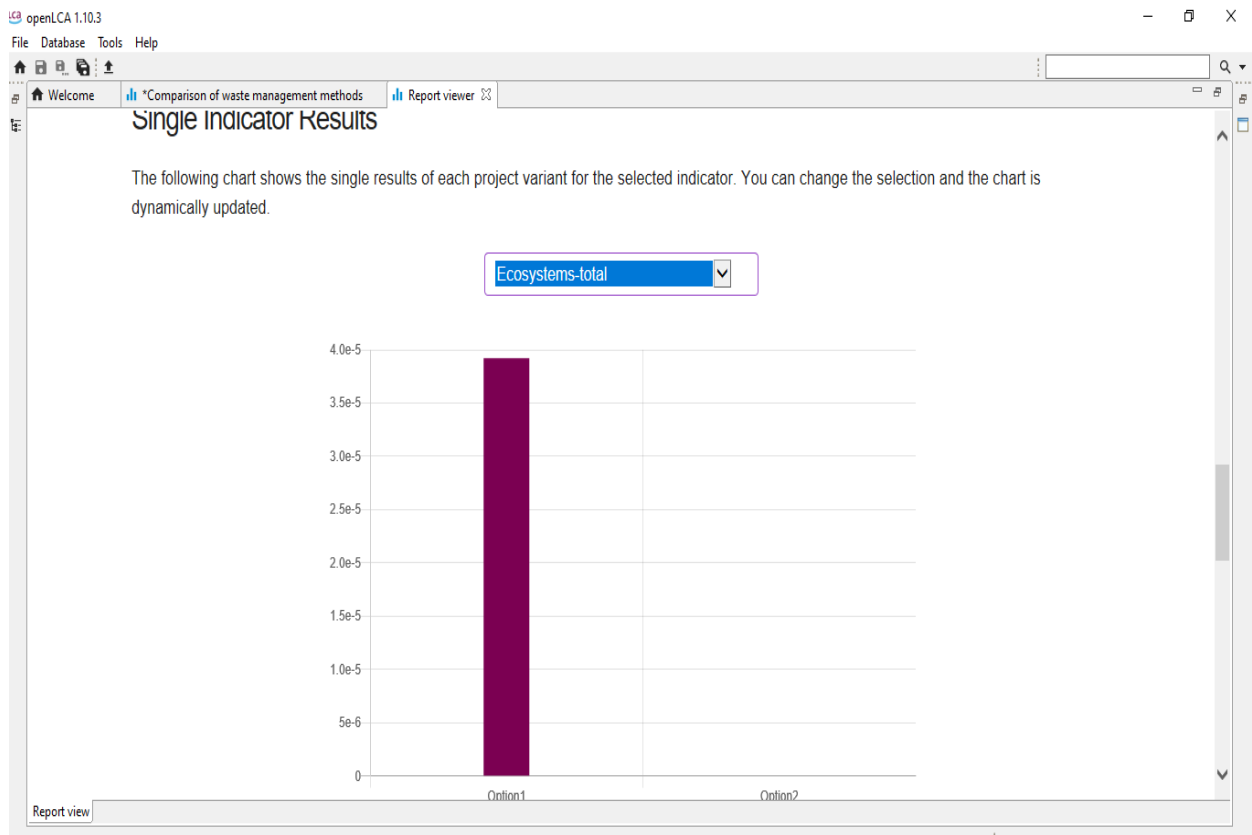 openLCA 1.10.3
File Database Tools Help
Welcome
*Comparison of waste management methods
Report viewer
Single Indicator Results
The following chart shows the single results of each project variant for the selected indicator. You can change the selection and the chart is
dynamically updated.
Ecosystems-total
4.0e-5
3.5e-5
3.0e-5
2.5e-5
2.0e-5
1.5e-5
1.0e-5
5e-6
0
Option1
Option2
Report view